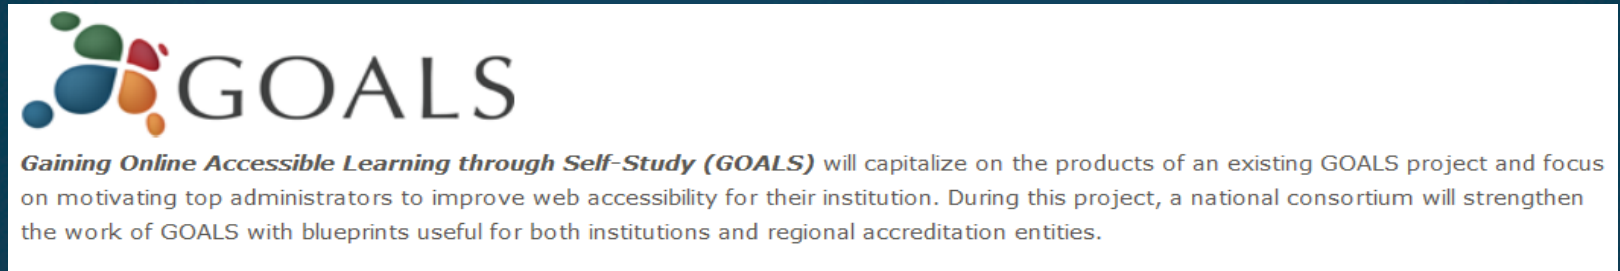 GOALS
Gaining Online Accessible Learning through Self-Study (GOALS) will capitalize on the products of an existing GOALS project and focus
on motivating top administrators to improve web accessibility for their institution. During this project, a national consortium will strengthen
the work of GOALS with blueprints useful for both institutions and regional accreditation entities.